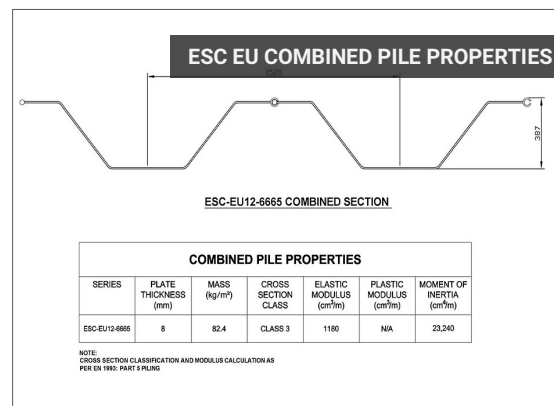 ESC EU COMBINED PILE PROPERTIES
387
ESC-EU12-6665 COMBINED SECTION
COMBINED PILE PROPERTIES
SERIES PLATE THICKNESS (mm) MASS (kg/m²) CROSS SECTION CLASS ELASTIC MODULUS (cm³/m) PLASTIC MODULUS (cm³/m) MOMENT OF INERTIA (cm⁴/m)
ESC-EU12-6665 8 82.4 CLASS 3 1180 N/A 23,240
NOTE:
CROSS SECTION CLASSIFICATION AND MODULUS CALCULATION AS
PER EN 1993: PART 5 PILING